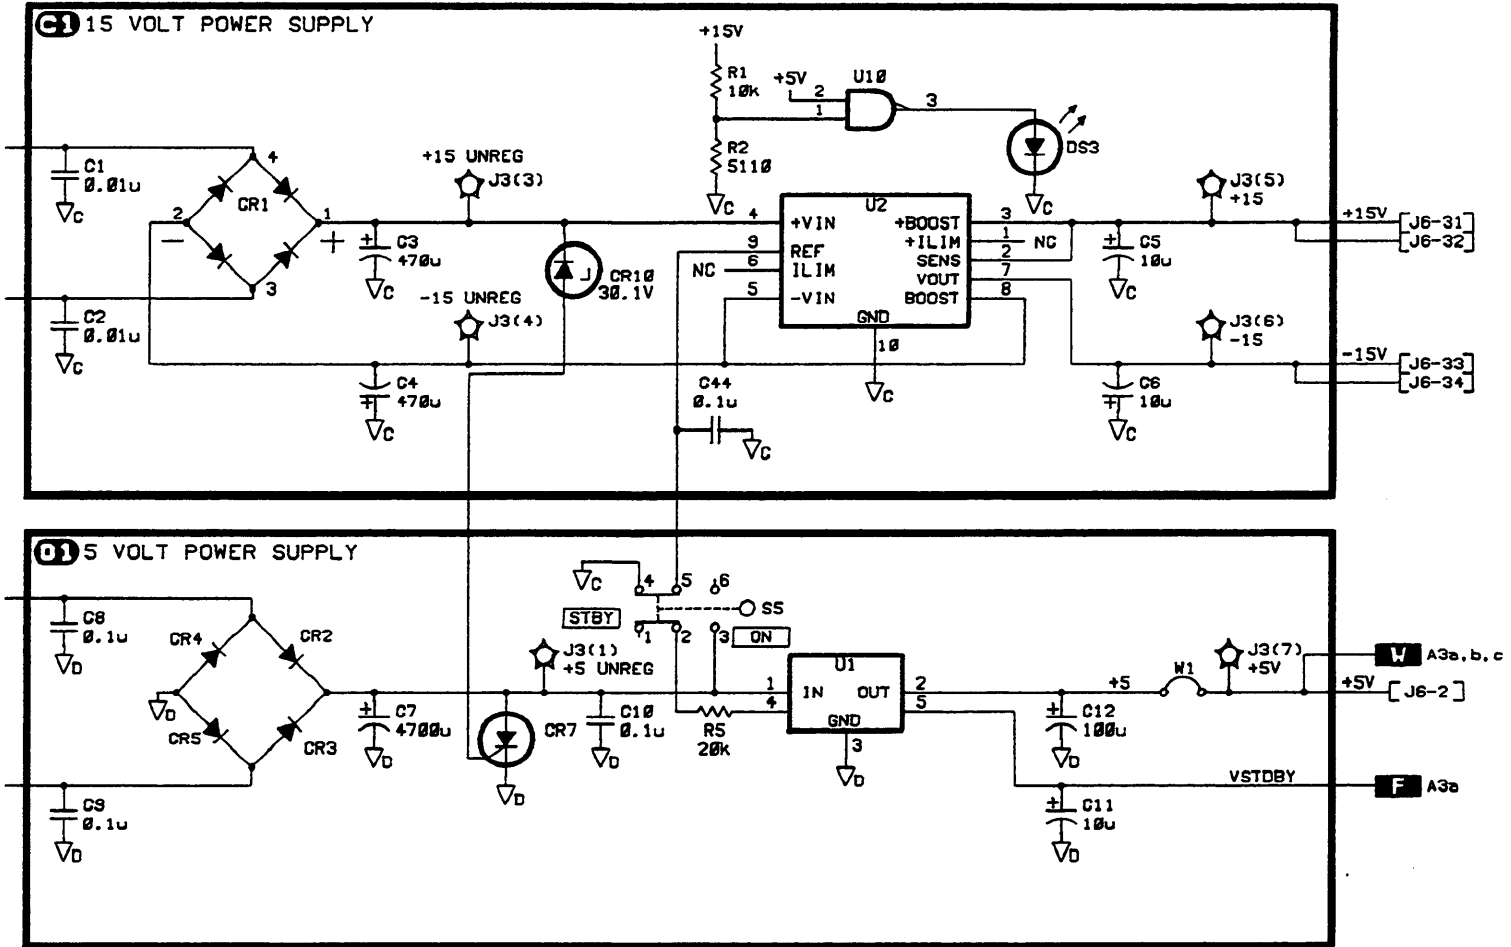 C1 15 VOLT POWER SUPPLY
+15V
R1
10k
+5V
U10
2
1
3
R2
5110
C
DS3
C
C1
0.01u
C
4
2
CR1
1
3
−
+
C2
0.01u
C
+15 UNREG
J3(3)
+
C3
470u
C
-15 UNREG
J3(4)
C4
470u
+
C
CR10
30.1V
U2
4
+VIN
9
REF
NC
6
ILIM
5
-VIN
+BOOST
3
+ILIM
1
NC
SENS
2
VOUT
7
BOOST
8
GND
10
C
C44
0.1u
C
+
C5
10u
C
J3(5)
+15
+15V
[J6-31]
[J6-32]
J3(6)
-15
C6
10u
+
C
-15V
[J6-33]
[J6-34]
D1 5 VOLT POWER SUPPLY
C8
0.1u
D
CR4
CR2
D
CR5
CR3
C9
0.1u
D
+
C7
4700u
D
CR7
D
J3(1)
+5 UNREG
C10
0.1u
D
C
4
5
6
STBY
S5
1
2
3
ON
R5
20k
U1
1
IN
OUT
2
4
5
GND
3
D
+5
W1
+
C12
100u
D
J3(7)
+5V
W
A3a,b,c
+5V
[J6-2]
VSTDBY
F
A3a
+
C11
10u
D